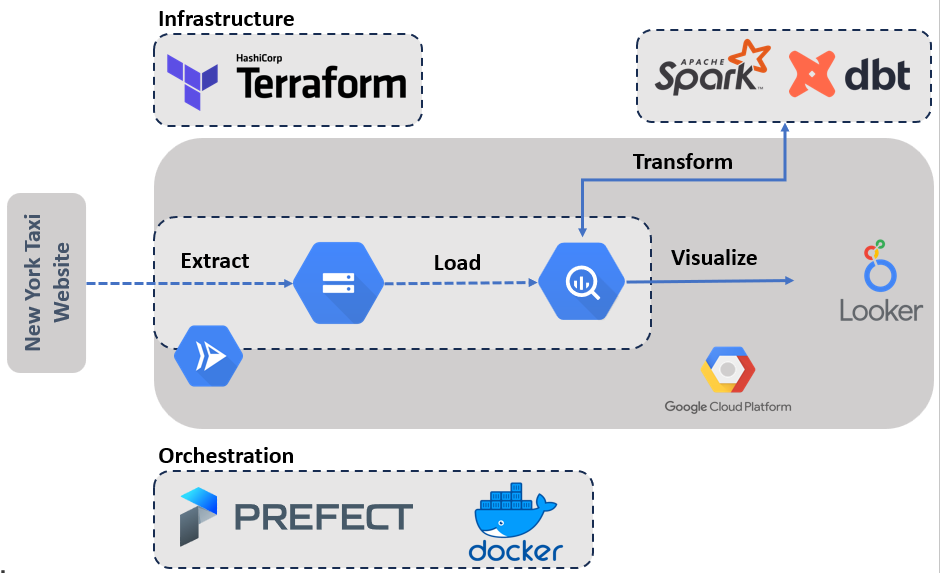 Infrastructure
HashiCorp
Terraform
APACHE
Spark™
dbt
Transform
New York Taxi
Website
Extract
Load
Visualize
Looker
Google Cloud Platform
Orchestration
PREFECT
docker
.